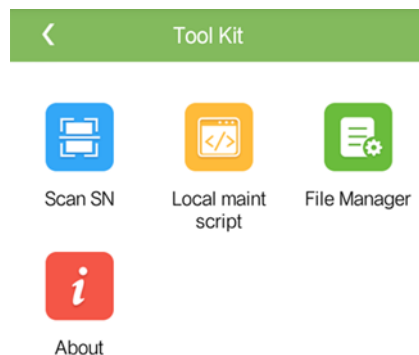 Tool Kit
Scan SN
Local maint
script
File Manager
About